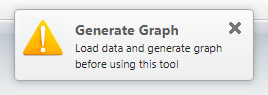 Generate Graph
Load data and generate graph
before using this tool